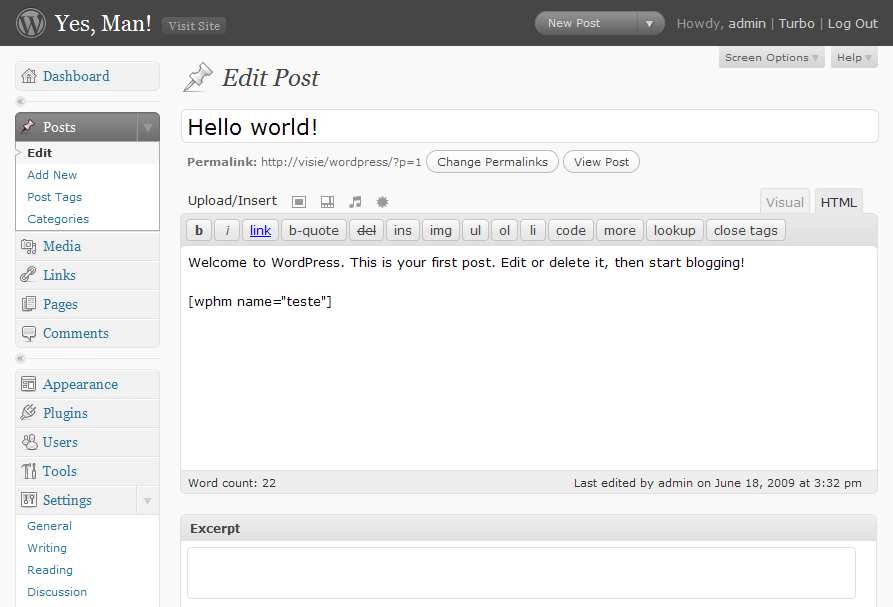 Yes, Man! Visit Site New Post Howdy, admin | Turbo | Log Out
Screen Options Help
Dashboard
Posts
Edit
Add New
Post Tags
Categories
Media
Links
Pages
Comments
Appearance
Plugins
Users
Tools
Settings
General
Writing
Reading
Discussion
Edit Post
Hello world!
Permalink: http://visie/wordpress/?p=1 Change Permalinks View Post
Upload/Insert Visual HTML
b i link b-quote del ins img ul ol li code more lookup close tags
Welcome to WordPress. This is your first post. Edit or delete it, then start blogging!
[wphm name="teste"]
Word count: 22 Last edited by admin on June 18, 2009 at 3:32 pm
Excerpt